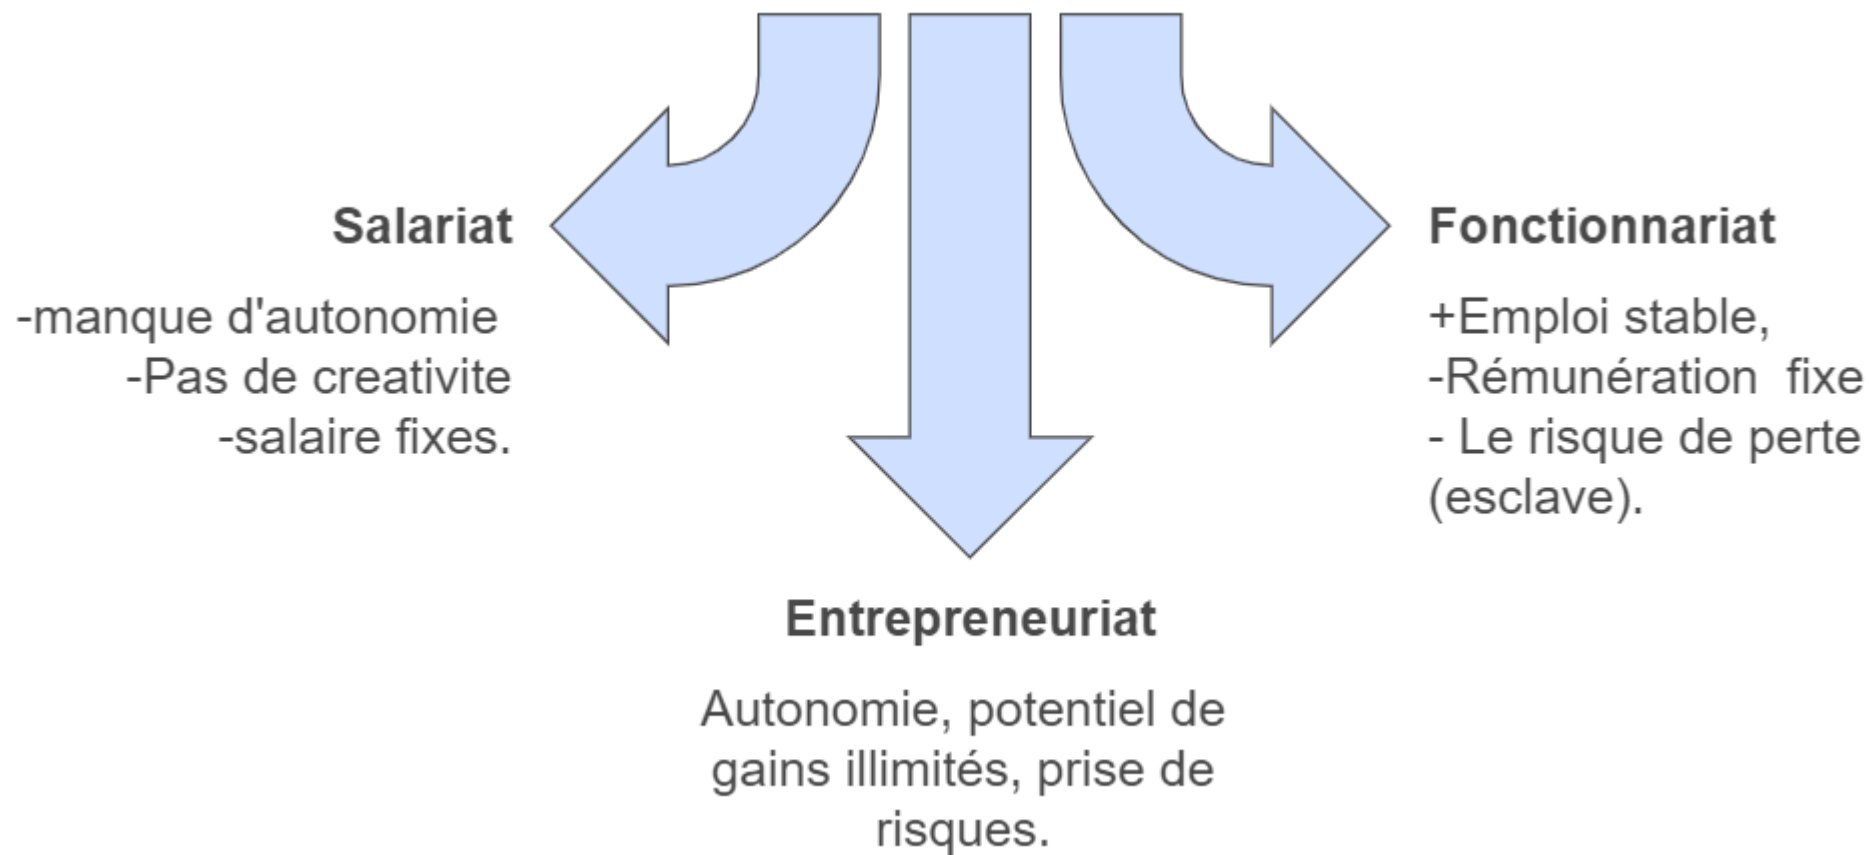 Salariat
-manque d'autonomie
-Pas de creativite
-salaire fixes.
Fonctionnariat
+Emploi stable,
-Rémunération fixe
- Le risque de perte
(esclave).
Entrepreneuriat
Autonomie, potentiel de
gains illimités, prise de
risques.